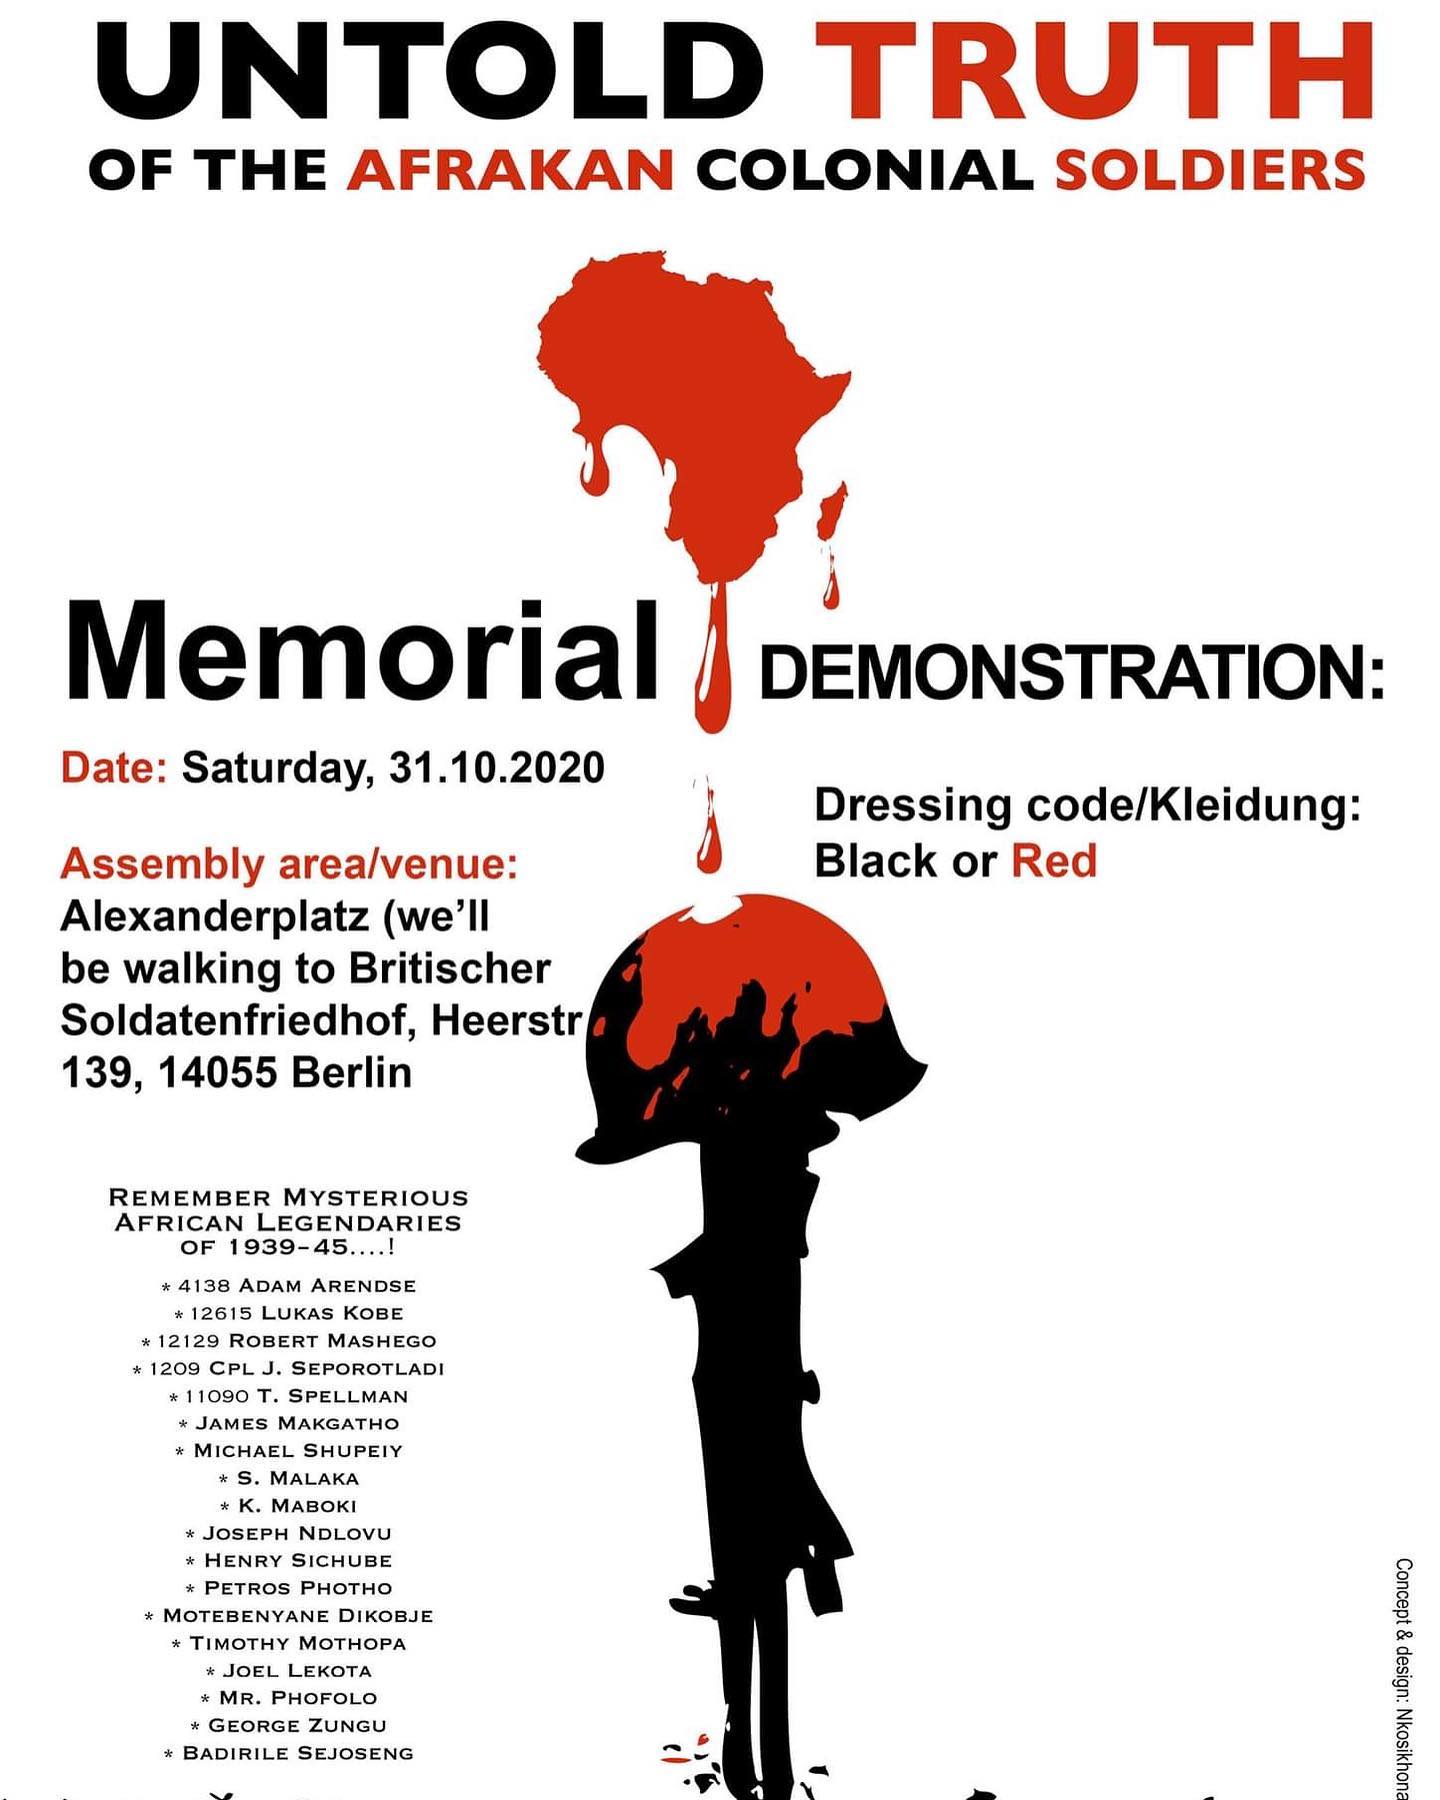 UNTOLD TRUTH
OF THE AFRAKAN COLONIAL SOLDIERS
Memorial DEMONSTRATION:
Date: Saturday, 31.10.2020
Assembly area/venue:
Alexanderplatz (we'll
be walking to Britischer
Soldatenfriedhof, Heerstr
139, 14055 Berlin
Dressing code/Kleidung:
Black or Red
REMEMBER MYSTERIOUS
AFRICAN LEGENDARIES
OF 1939-45....!
* 4138 ADAM ARENDSE
* 12615 LUKAS KOBE
* 12129 ROBERT MASHEGO
* 1209 CPL J. SEPOROTLADI
* 11090 T. SPELLMAN
* JAMES MAKGATHO
* MICHAEL SHUPEIY
* S. MALAKA
* K. MABOKI
* JOSEPH NDLOVU
* HENRY SICHUBE
* PETROS PHOTHO
* MOTEBENYANE DIKOBJE
* TIMOTHY MOTHOPA
* JOEL LEKOTA
* MR. PHOFOLO
* GEORGE ZUNGU
* BADIRILE SEJOSENG
Concept & design: Nkosikhona